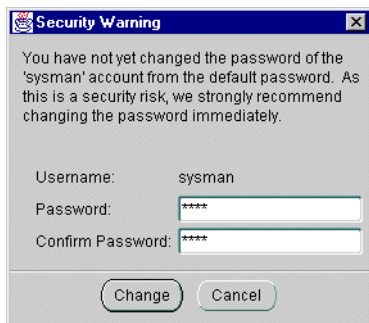 Security Warning
You have not yet changed the password of the
'sysman' account from the default password. As
this is a security risk, we strongly recommend
changing the password immediately.
Username: sysman
Password: ****
Confirm Password: ****
Change Cancel